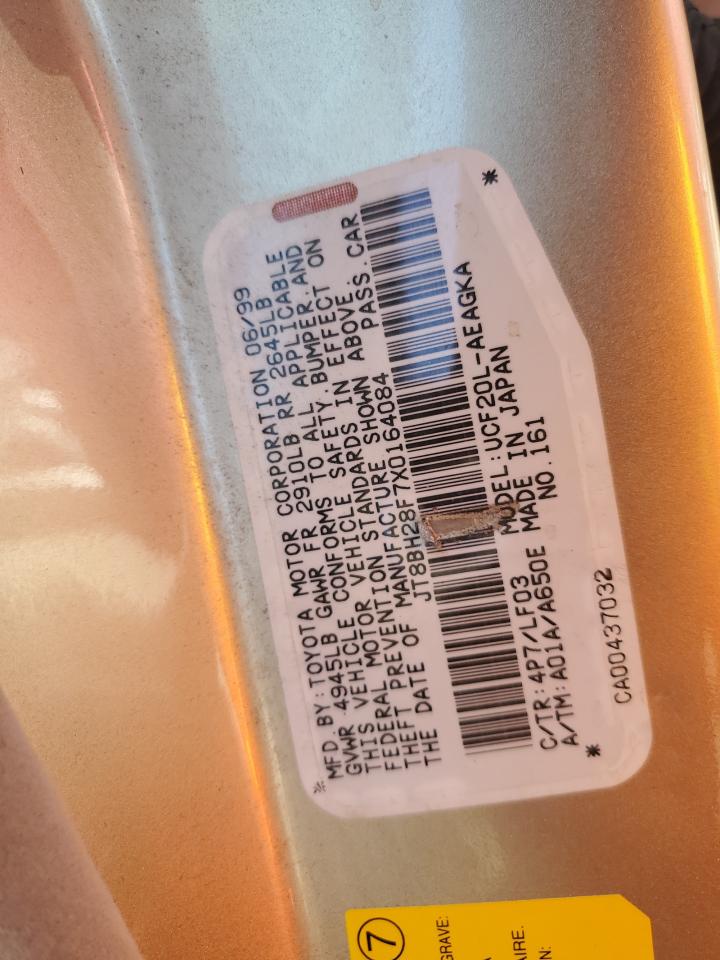 *MFD. BY: TOYOTA MOTOR CORPORATION 06/99
GVWR 4945LB GAWR FR 2910LB RR 2645LB
THIS VEHICLE CONFORMS TO ALL APPLICABLE
FEDERAL MOTOR VEHICLE SAFETY, BUMPER, AND
THEFT PREVENTION STANDARDS IN EFFECT ON
THE DATE OF MANUFACTURE SHOWN ABOVE.
JT8BH28F7X0164084 PASS. CAR
MODEL: UCF20L-AEAGKA
C/TR: 4P7/LF03 MADE IN JAPAN
A/TM: A01A/A650E NO. 161
* *
CA00437032
7
GRAVE:
AIRE.
N: